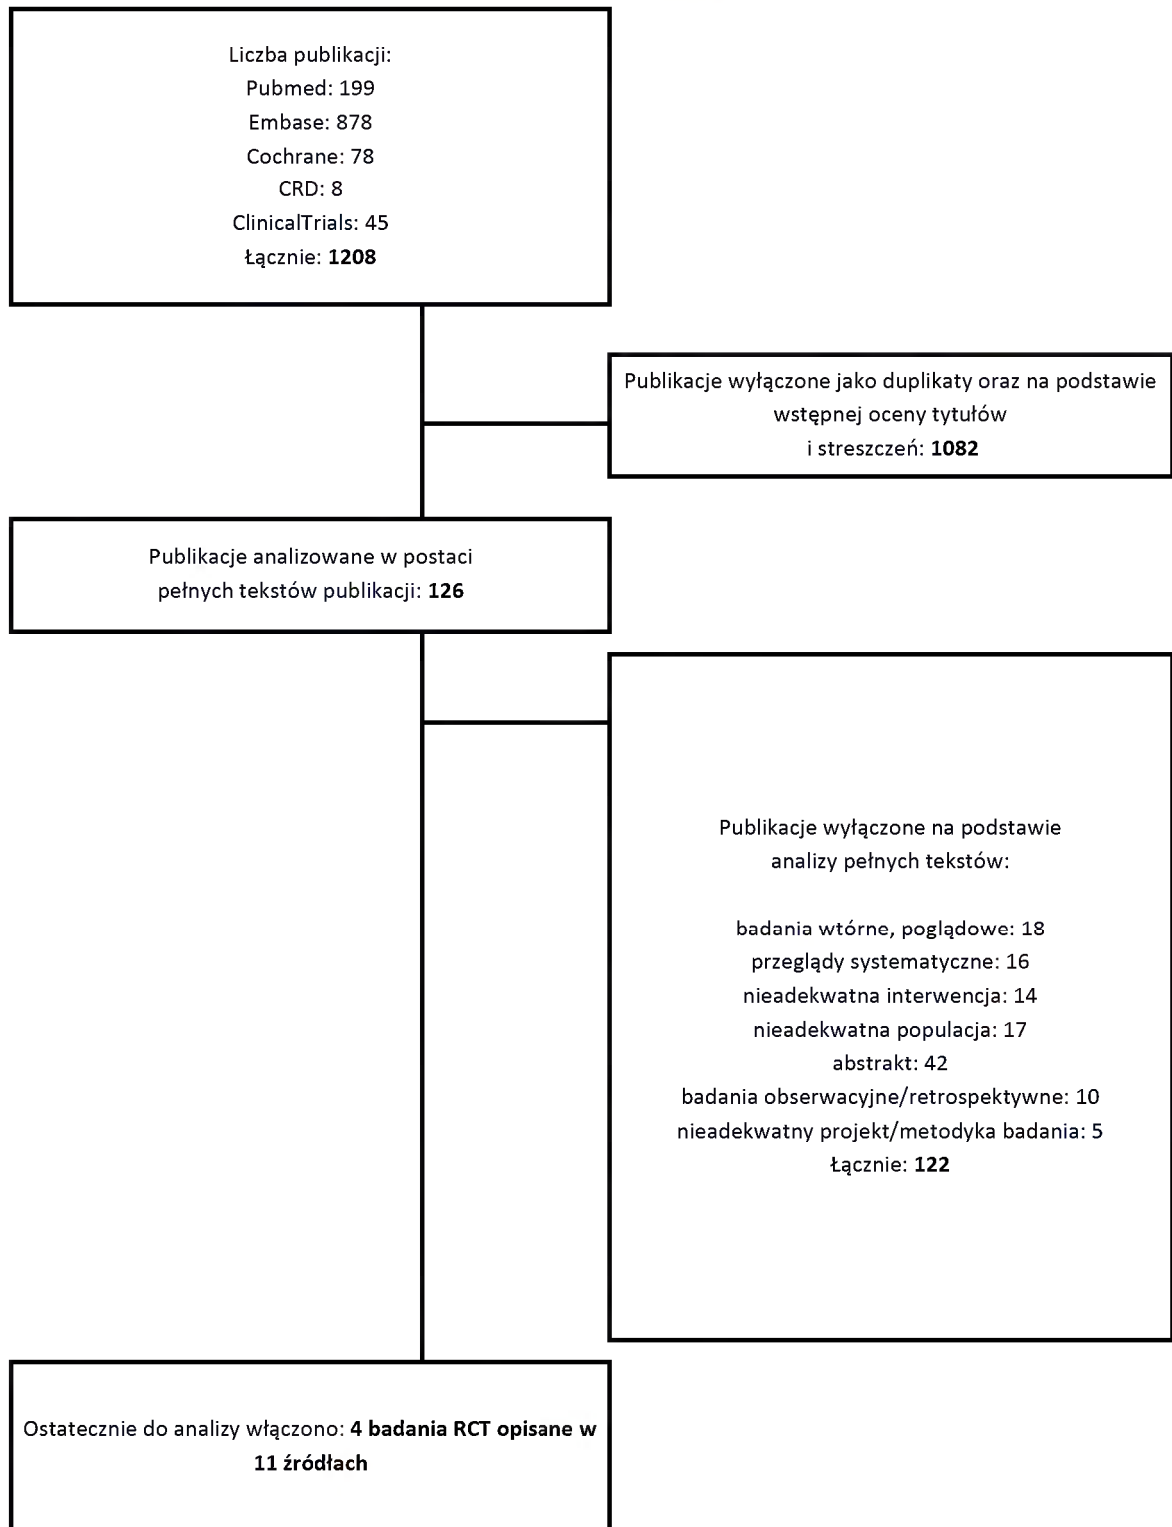 Liczba publikacji:
Pubmed: 199
Embase: 878
Cochrane: 78
CRD: 8
ClinicalTrials: 45
Łącznie: 1208
Publikacje wyłączone jako duplikaty oraz na podstawie
wstępnej oceny tytułów
i streszczeń: 1082
Publikacje analizowane w postaci
pełnych tekstów publikacji: 126
Publikacje wyłączone na podstawie
analizy pełnych tekstów:
badania wtórne, poglądowe: 18
przeglądy systematyczne: 16
nieadekwatna interwencja: 14
nieadekwatna populacja: 17
abstrakt: 42
badania obserwacyjne/retrospektywne: 10
nieadekwatny projekt/metodyka badania: 5
Łącznie: 122
Ostatecznie do analizy włączono: 4 badania RCT opisane w
11 źródłach